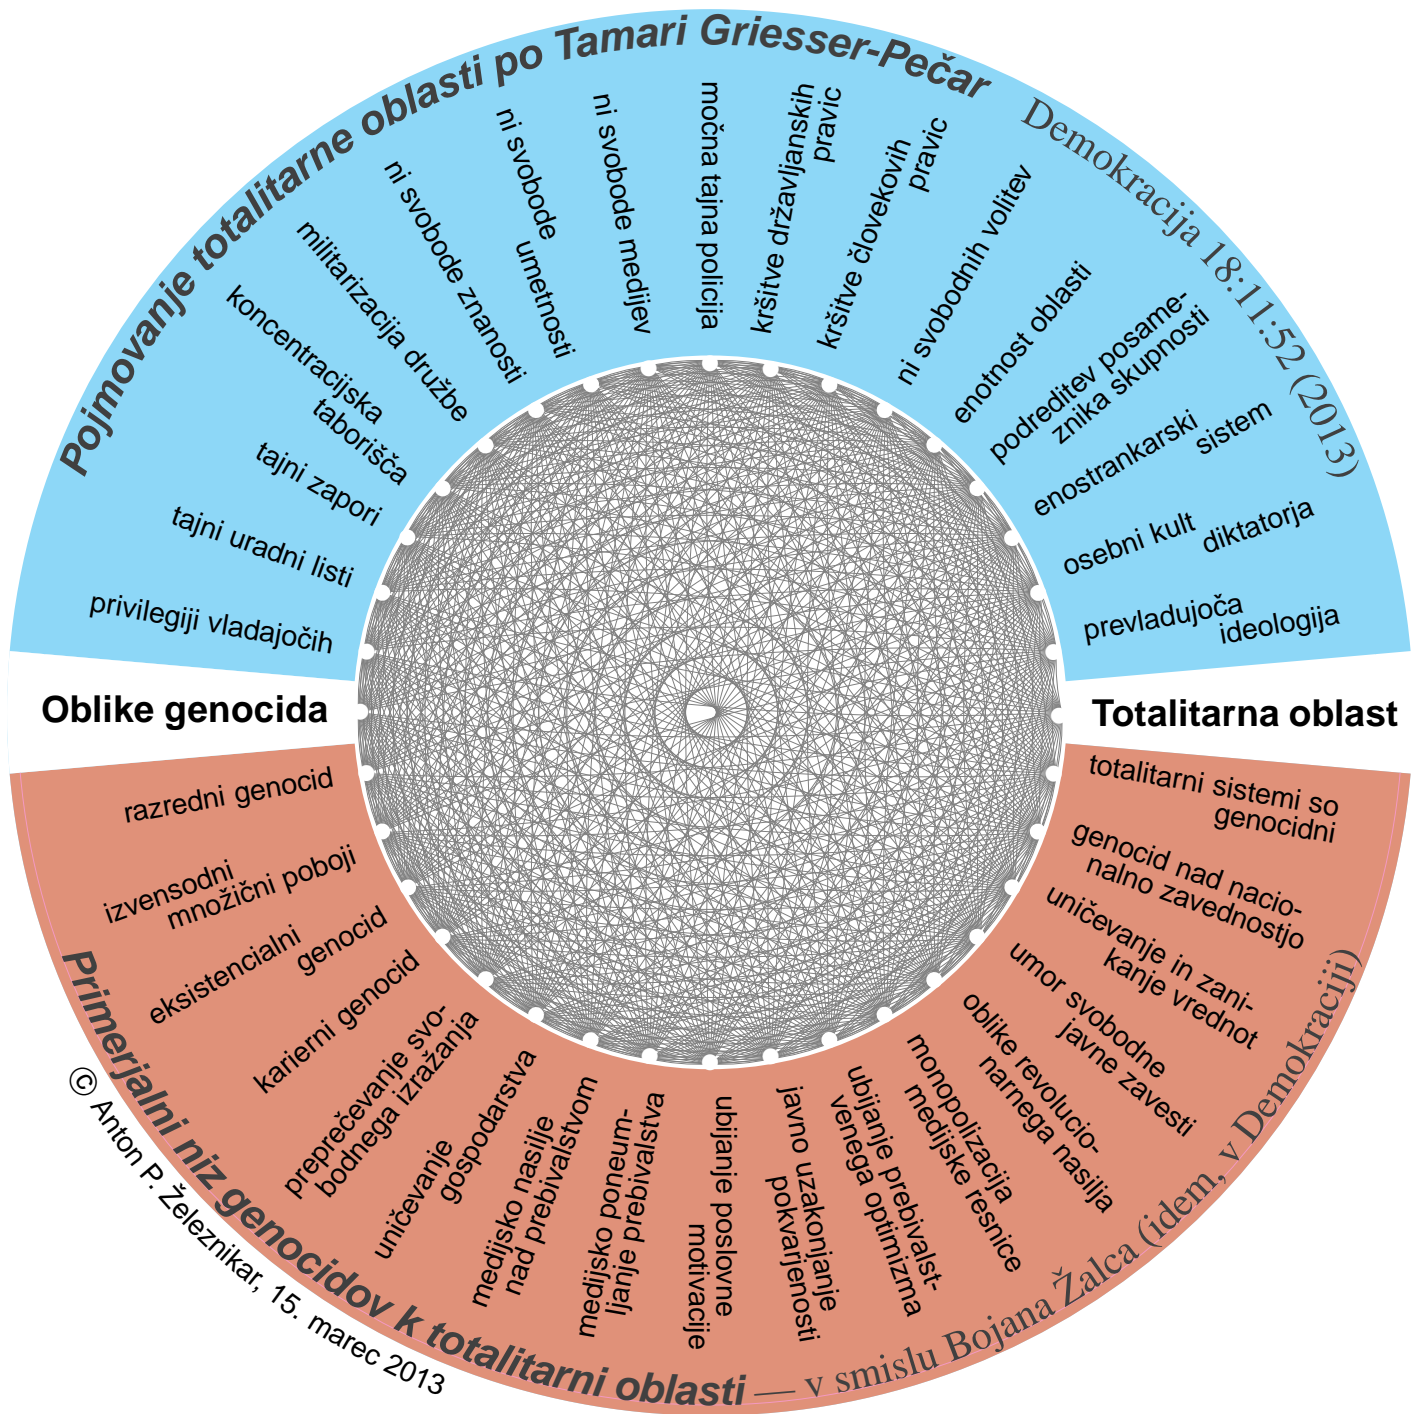 Pojmovanje totalitarne oblasti po Tamari Griesser-Pečar
Demokracija 18:11:52 (2013)
privilegiji vladajočih
tajni uradni listi
tajni zapori
koncentracijska
taborišča
militarizacija družbe
ni svobode znanosti
ni svobode
umetnosti
ni svobode medijev
močna tajna policija
kršitve državljanskih
pravic
kršitve človekovih
pravic
ni svobodnih volitev
enotnost oblasti
podreditev posame-
znika skupnosti
enostrankarski
sistem
osebni kult
diktatorja
prevladujoča
ideologija
Oblike genocida
Totalitarna oblast
totalitarni sistemi so
genocidni
genocid nad nacio-
nalno zavednostjo
uničevanje in zani-
kanje vrednot
umor svobodne
javne zavesti
oblike revolucio-
narnega nasilja
monopolizacija
medijske resnice
ubijanje prebivalst-
venega optimizma
javno uzakonjanje
pokvarjenosti
ubijanje poslovne
motivacije
medijsko poneum-
ljanje prebivalstva
medijsko nasilje
nad prebivalstvom
uničevanje
gospodarstva
preprečevanje svo-
bodnega izražanja
karierni genocid
eksistencialni
genocid
izvensodni
množični poboji
razredni genocid
Primerjalni niz genocidov k totalitarni oblasti — v smislu Bojana Žalca (idem, v Demokraciji)
© Anton P. Železnikar, 15. marec 2013